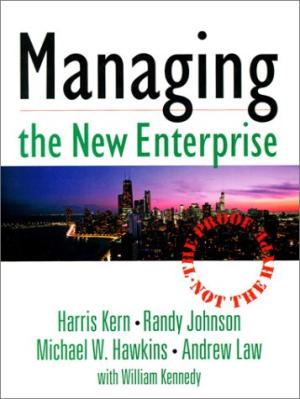 Managing
the New Enterprise
THE PROOF, NOT THE HYPE
Harris Kern • Randy Johnson
Michael W. Hawkins • Andrew Law
with William Kennedy